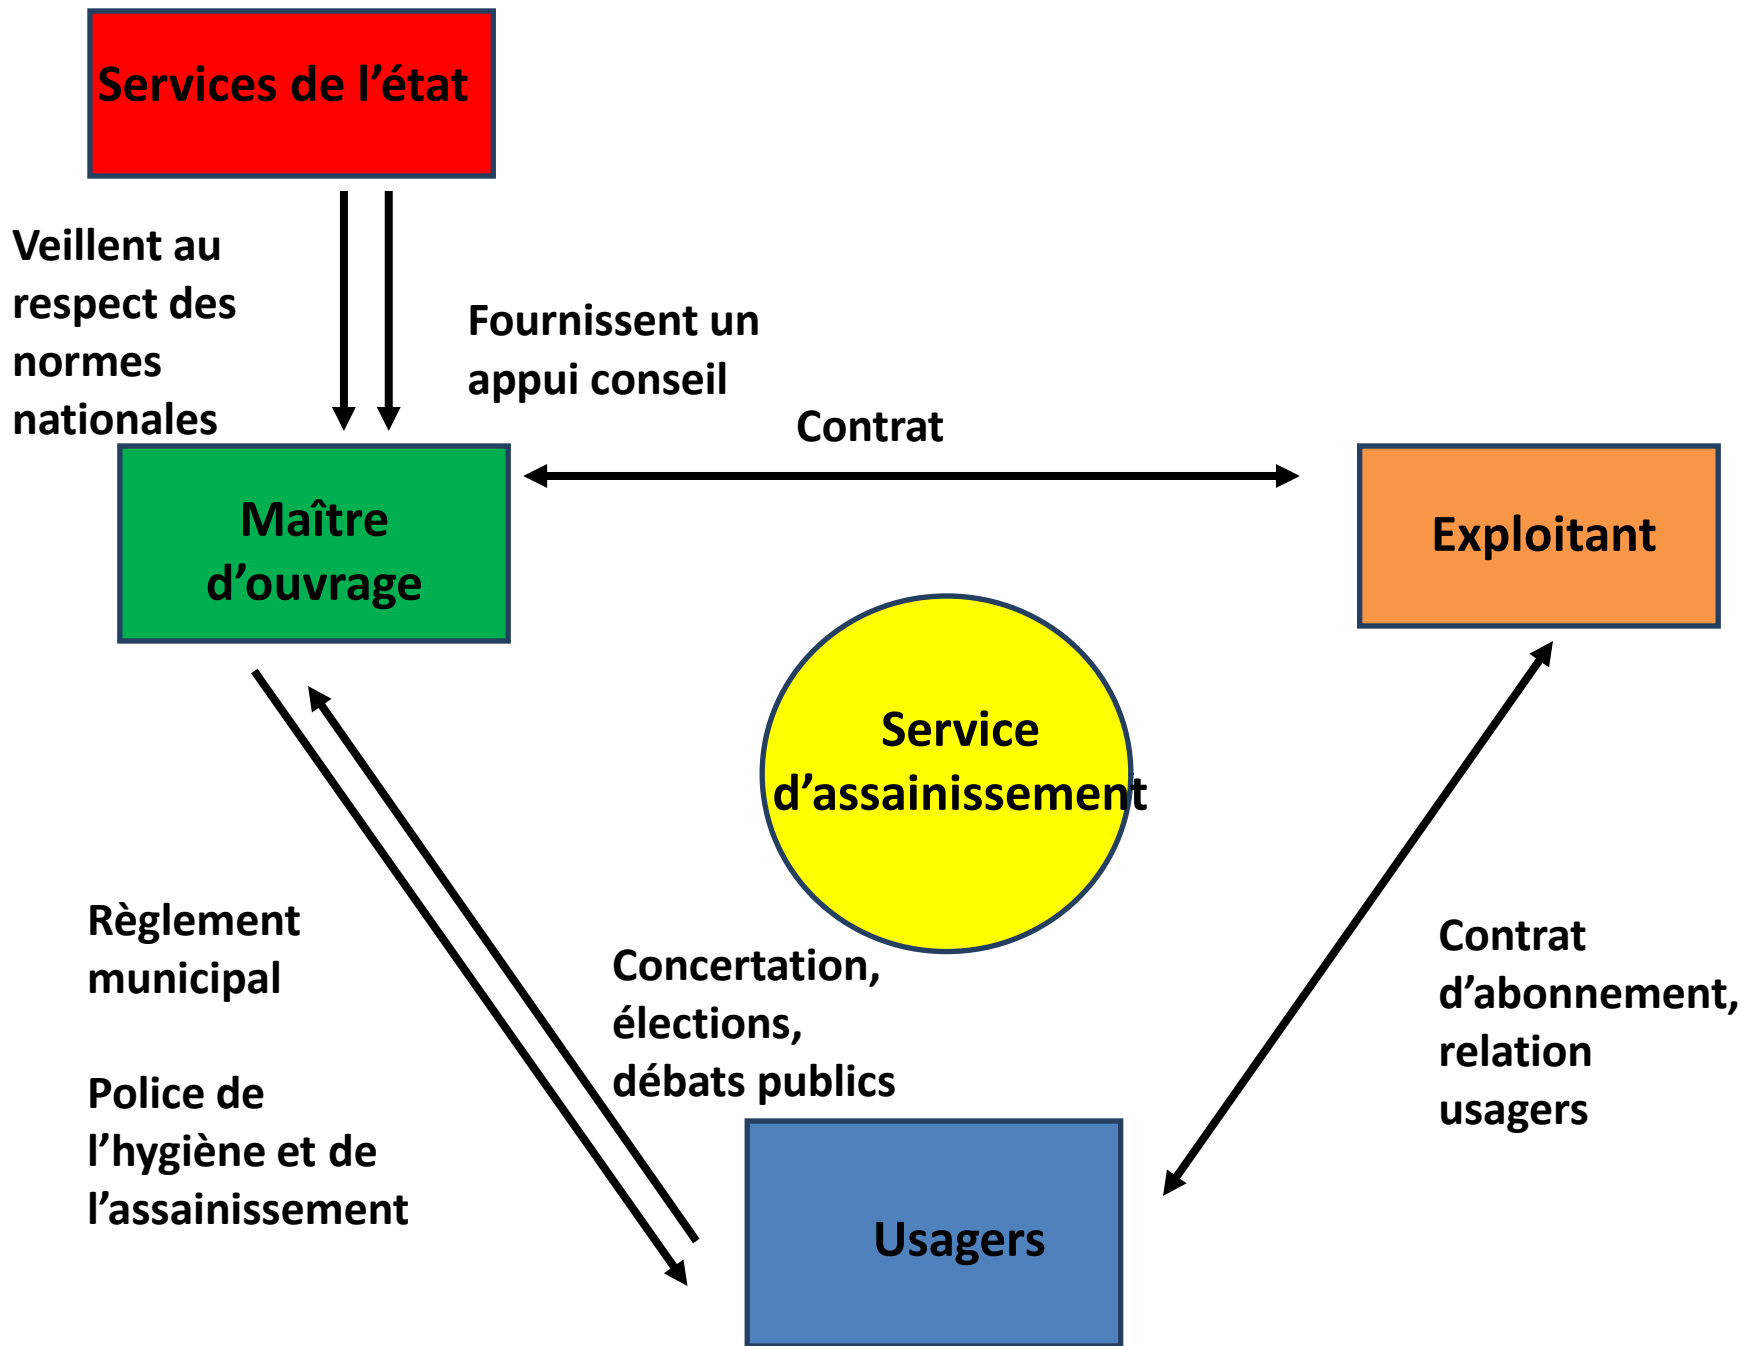 Services de l’état
Veillent au
respect des
normes
nationales
Fournissent un
appui conseil
Contrat
Maître
d’ouvrage
Exploitant
Service
d’assainissement
Règlement
municipal
Police de
l’hygiène et de
l’assainissement
Concertation,
élections,
débats publics
Contrat
d’abonnement,
relation
usagers
Usagers